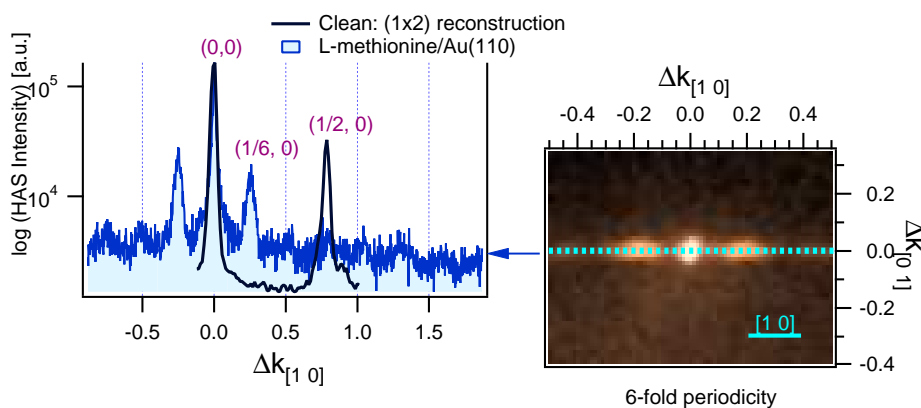 Clean: (1x2) reconstruction
L-methionine/Au(110)
(0,0)
(1/6, 0)
(1/2, 0)
log (HAS Intensity) [a.u.]
10^5
10^4
-0.5 0.0 0.5 1.0 1.5
Δk[1 0]
Δk[1 0]
-0.4 -0.2 0.0 0.2 0.4
0.2
0.0
-0.2
-0.4
Δk[0 1]
[1 0]
6-fold periodicity